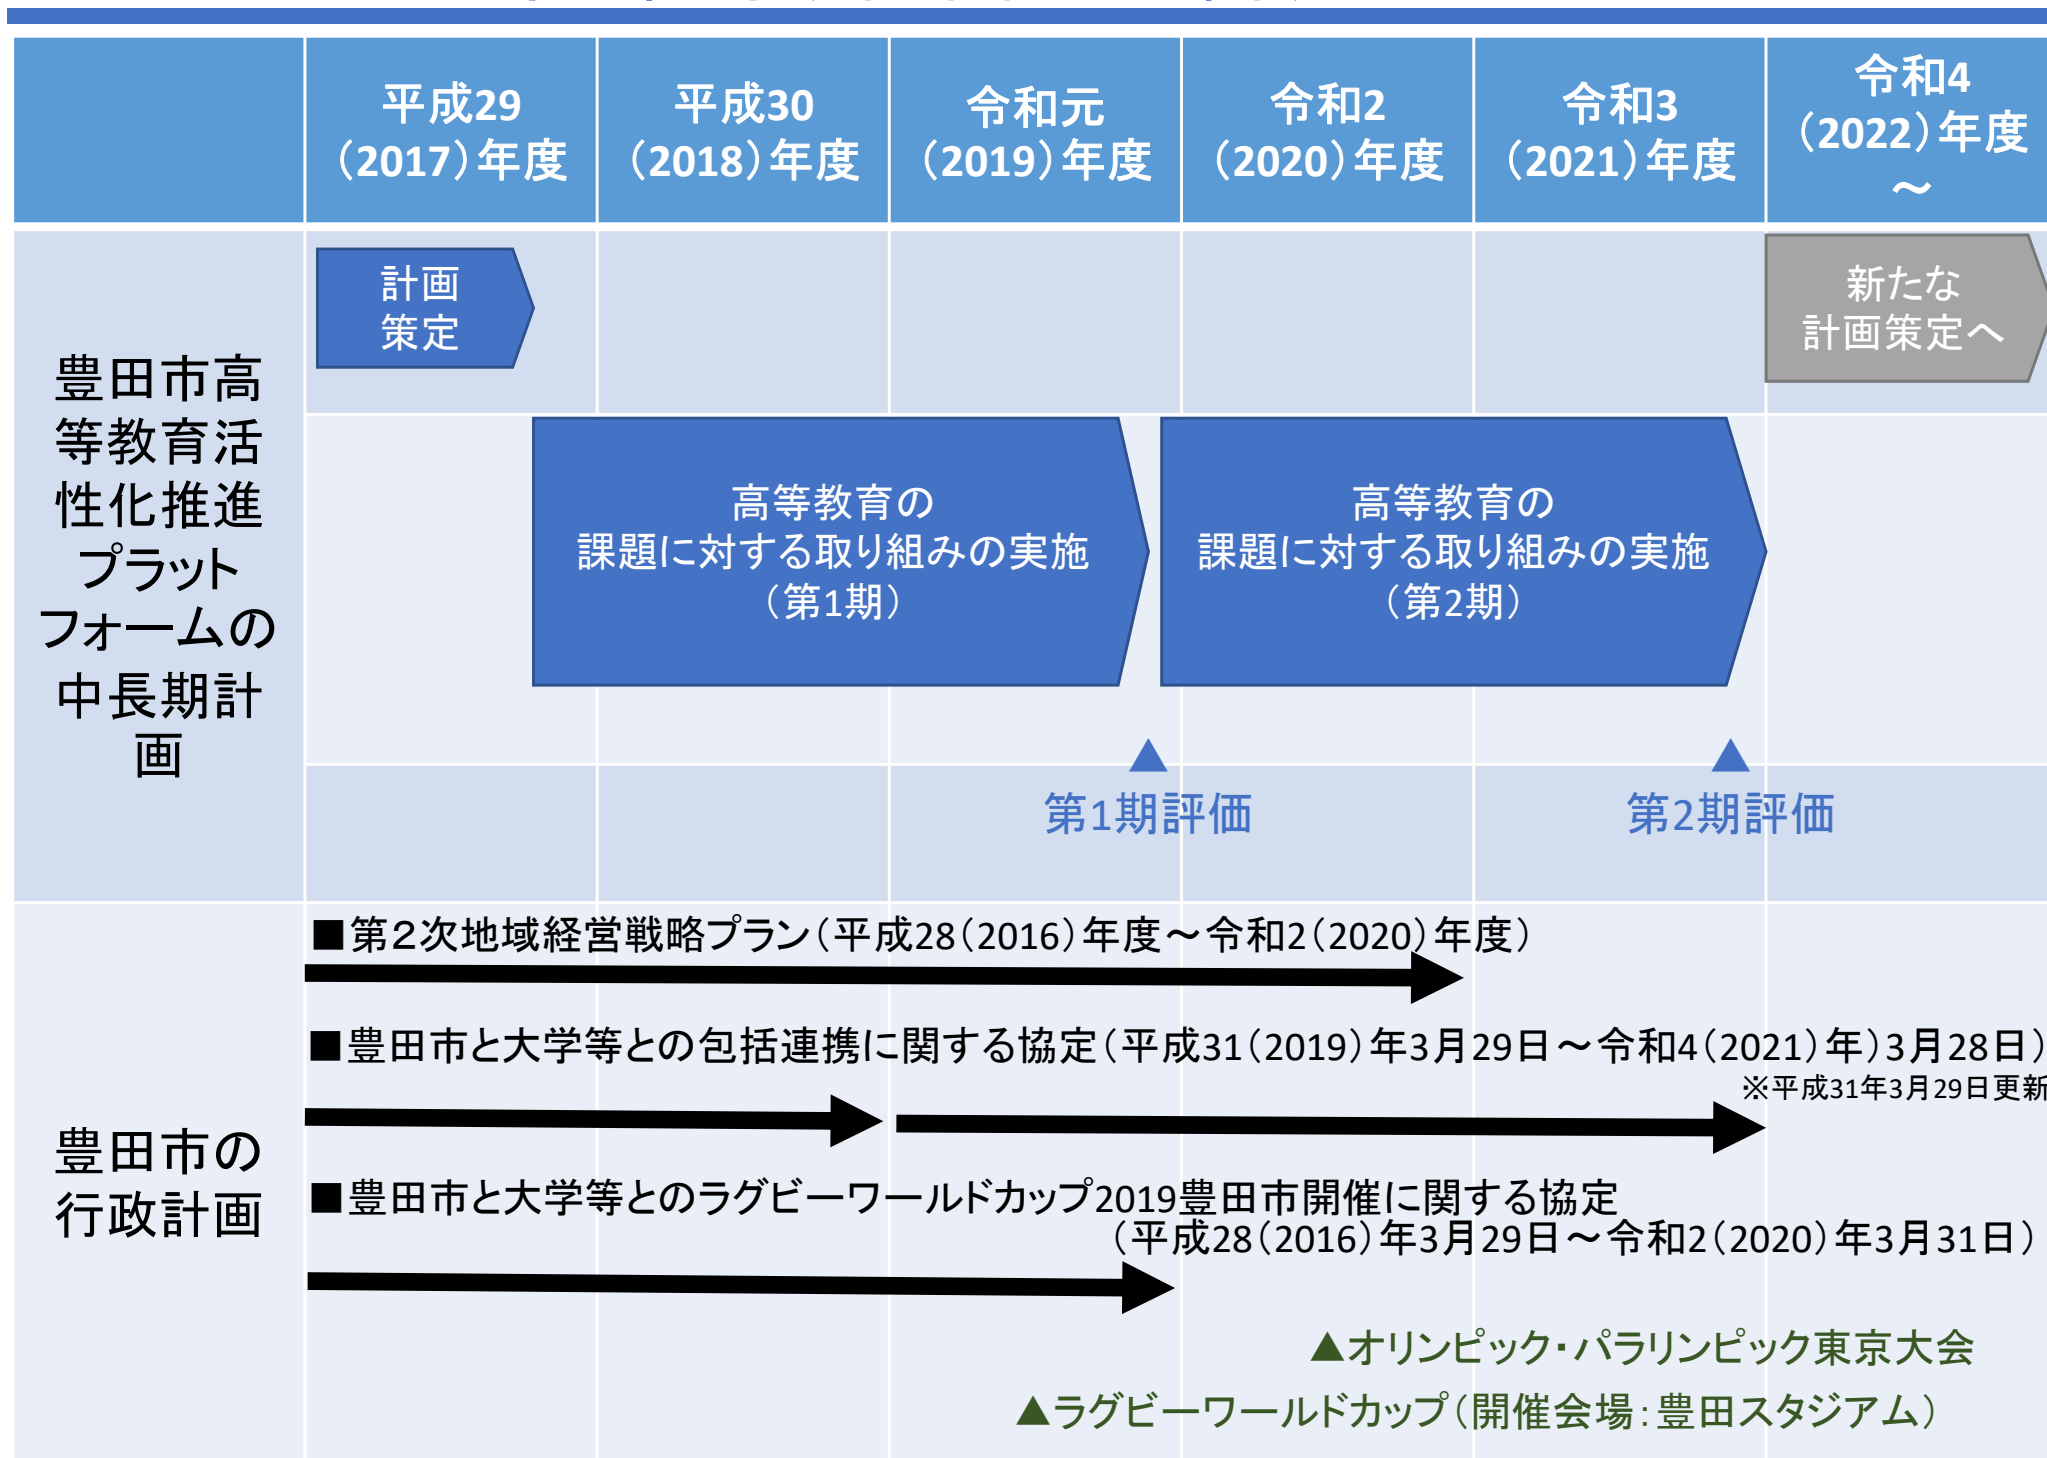 平成29
（2017）年度
平成30
（2018）年度
令和元
（2019）年度
令和2
（2020）年度
令和3
（2021）年度
令和4
（2022）年度
～
豊田市高
等教育活
性化推進
プラット
フォームの
中長期計
画
計画
策定
新たな
計画策定へ
高等教育の
課題に対する取り組みの実施
（第1期）
高等教育の
課題に対する取り組みの実施
（第2期）
▲
第1期評価
▲
第2期評価
豊田市の
行政計画
■第２次地域経営戦略プラン（平成28（2016）年度～令和2（2020）年度）
■豊田市と大学等との包括連携に関する協定（平成31（2019）年3月29日～令和4（2021）年）3月28日）
※平成31年3月29日更新
■豊田市と大学等とのラグビーワールドカップ2019豊田市開催に関する協定
（平成28（2016）年3月29日～令和2（2020）年3月31日）
▲オリンピック・パラリンピック東京大会
▲ラグビーワールドカップ（開催会場：豊田スタジアム）